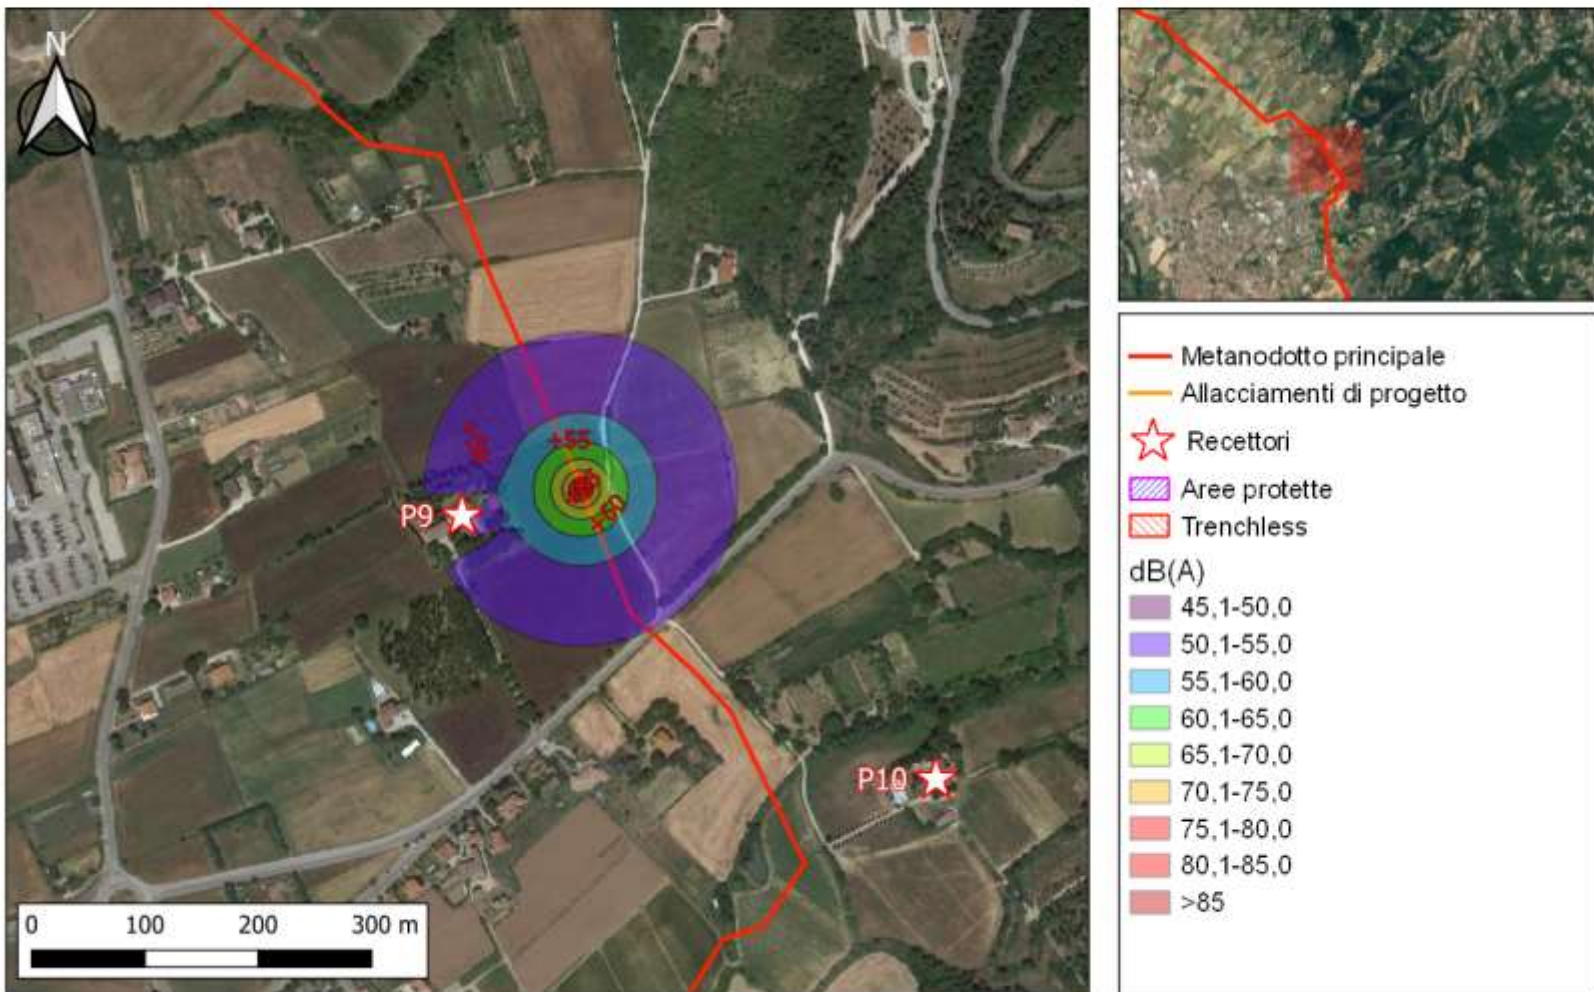 N
+55
+60
P9
P10
0 100 200 300 m
Metanodotto principale
Allacciamenti di progetto
Recettori
Aree protette
Trenchless
dB(A)
45,1-50,0
50,1-55,0
55,1-60,0
60,1-65,0
65,1-70,0
70,1-75,0
75,1-80,0
80,1-85,0
>85